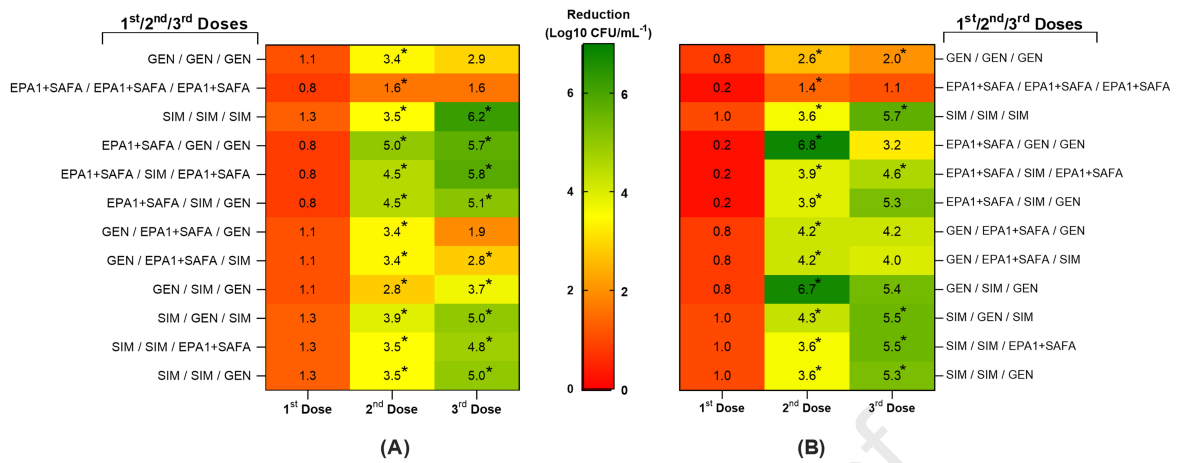 1st/2nd/3rd Doses
Reduction
(Log10 CFU/mL-1)
1st/2nd/3rd Doses
GEN / GEN / GEN 1.1 3.4* 2.9
EPA1+SAFA / EPA1+SAFA / EPA1+SAFA 0.8 1.6* 1.6
SIM / SIM / SIM 1.3 3.5* 6.2*
EPA1+SAFA / GEN / GEN 0.8 5.0* 5.7*
EPA1+SAFA / SIM / EPA1+SAFA 0.8 4.5* 5.8*
EPA1+SAFA / SIM / GEN 0.8 4.5* 5.1*
GEN / EPA1+SAFA / GEN 1.1 3.4* 1.9
GEN / EPA1+SAFA / SIM 1.1 3.4* 2.8*
GEN / SIM / GEN 1.1 2.8* 3.7*
SIM / GEN / SIM 1.3 3.9* 5.0*
SIM / SIM / EPA1+SAFA 1.3 3.5* 4.8*
SIM / SIM / GEN 1.3 3.5* 5.0*
1st Dose 2nd Dose 3rd Dose
(A)
6 6
4 4
2 2
0 0
0.8 2.6* 2.0* GEN / GEN / GEN
0.2 1.4* 1.1 EPA1+SAFA / EPA1+SAFA / EPA1+SAFA
1.0 3.6* 5.7* SIM / SIM / SIM
0.2 6.8* 3.2 EPA1+SAFA / GEN / GEN
0.2 3.9* 4.6* EPA1+SAFA / SIM / EPA1+SAFA
0.2 3.9* 5.3 EPA1+SAFA / SIM / GEN
0.8 4.2* 4.2 GEN / EPA1+SAFA / GEN
0.8 4.2* 4.0 GEN / EPA1+SAFA / SIM
0.8 6.7* 5.4 GEN / SIM / GEN
1.0 4.3* 5.5* SIM / GEN / SIM
1.0 3.6* 5.5* SIM / SIM / EPA1+SAFA
1.0 3.6* 5.3* SIM / SIM / GEN
1st Dose 2nd Dose 3rd Dose
(B)